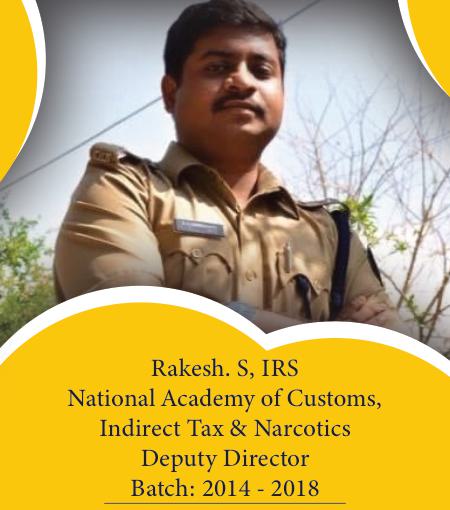 Rakesh. S, IRS
National Academy of Customs,
Indirect Tax & Narcotics
Deputy Director
Batch: 2014 - 2018